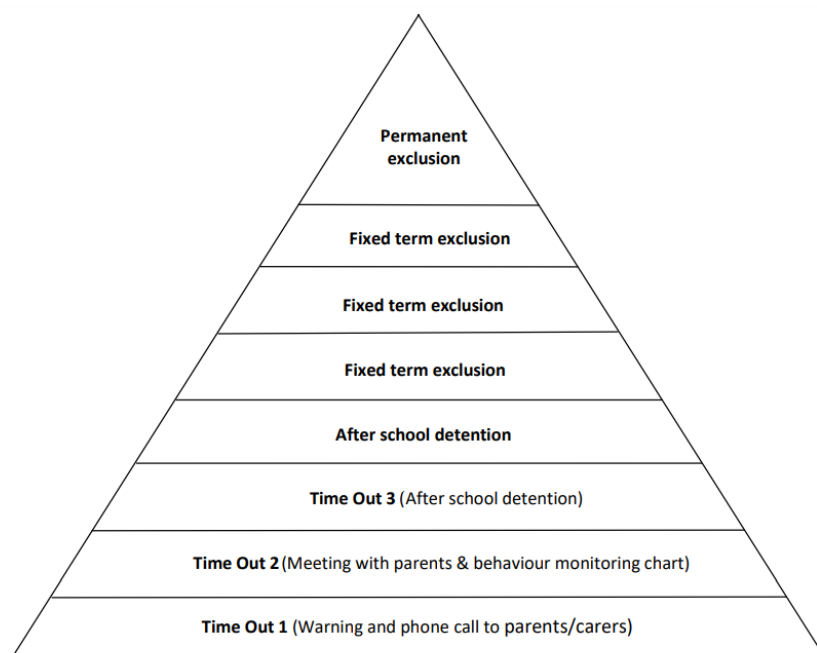 Permanent
exclusion
Fixed term exclusion
Fixed term exclusion
Fixed term exclusion
After school detention
Time Out 3 (After school detention)
Time Out 2 (Meeting with parents & behaviour monitoring chart)
Time Out 1 (Warning and phone call to parents/carers)